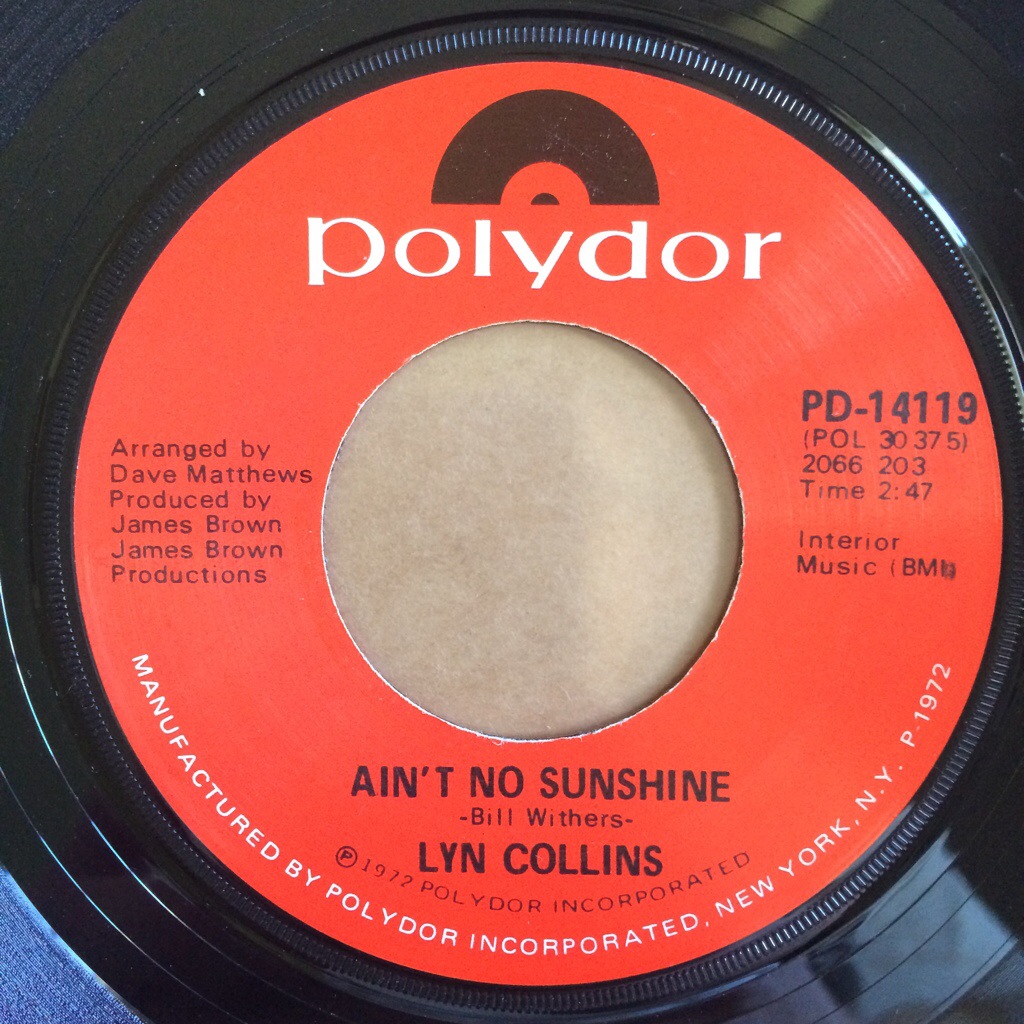 polydor
Arranged by
Dave Matthews
Produced by
James Brown
James Brown
Productions
PD-14119
(POL 30 375)
2066 203
Time 2:47
Interior
Music (BMI)
AIN'T NO SUNSHINE
-Bill Withers-
LYN COLLINS
℗ 1972 POLYDOR INCORPORATED
MANUFACTURED BY POLYDOR INCORPORATED, NEW YORK, N.Y. P-1972